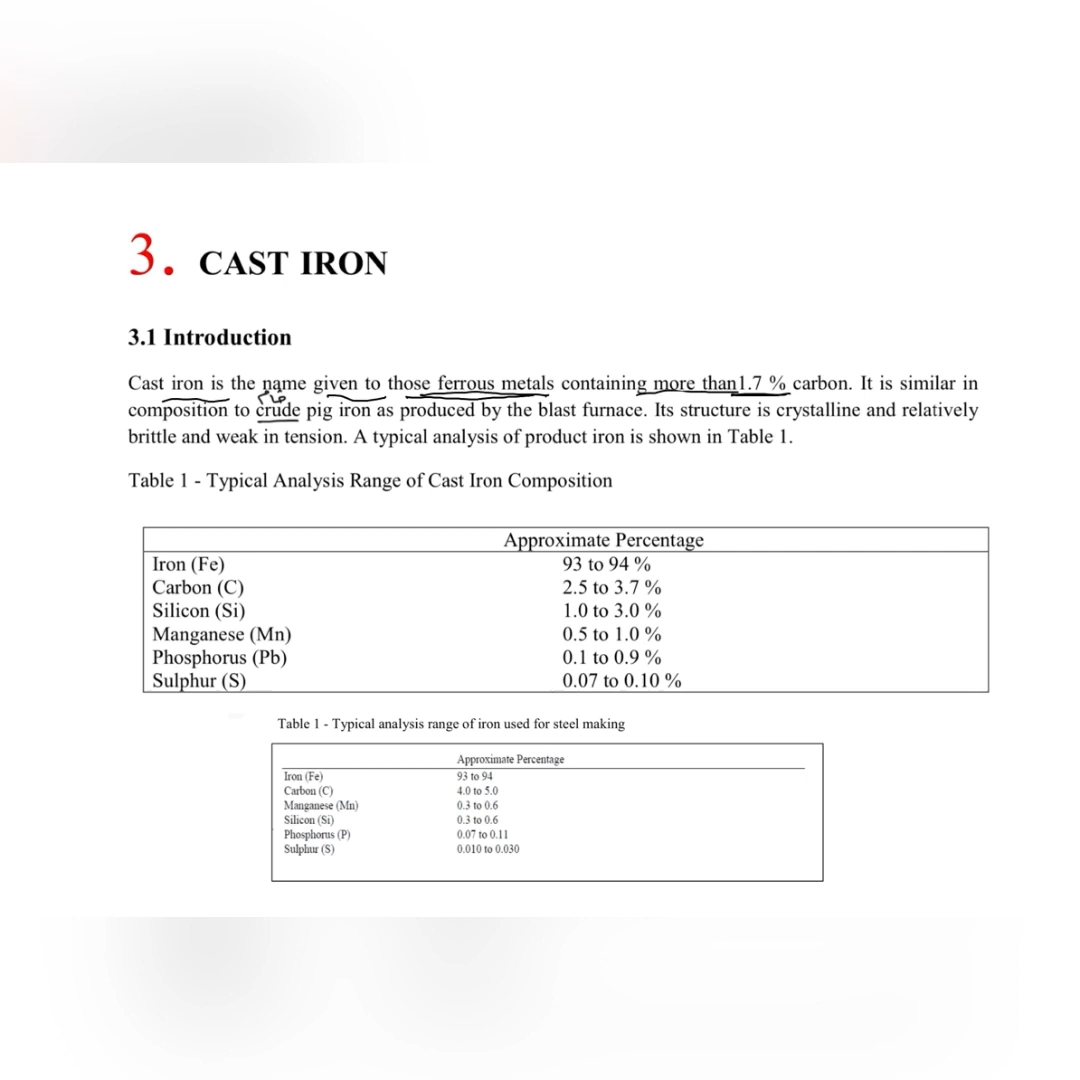 3. CAST IRON
3.1 Introduction
Cast iron is the name given to those ferrous metals containing more than1.7 % carbon. It is similar in
خام
composition to crude pig iron as produced by the blast furnace. Its structure is crystalline and relatively
brittle and weak in tension. A typical analysis of product iron is shown in Table 1.
Table 1 - Typical Analysis Range of Cast Iron Composition
Approximate Percentage
Iron (Fe) 93 to 94 %
Carbon (C) 2.5 to 3.7 %
Silicon (Si) 1.0 to 3.0 %
Manganese (Mn) 0.5 to 1.0 %
Phosphorus (Pb) 0.1 to 0.9 %
Sulphur (S) 0.07 to 0.10 %
Table 1 - Typical analysis range of iron used for steel making
Approximate Percentage
Iron (Fe) 93 to 94
Carbon (C) 4.0 to 5.0
Manganese (Mn) 0.3 to 0.6
Silicon (Si) 0.3 to 0.6
Phosphorus (P) 0.07 to 0.11
Sulphur (S) 0.010 to 0.030